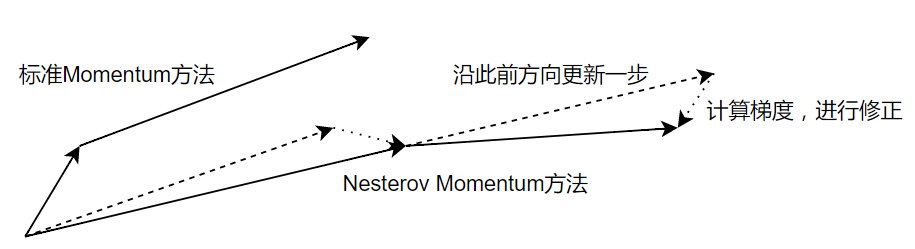 标准Momentum方法
沿此前方向更新一步
计算梯度，进行修正
Nesterov Momentum方法